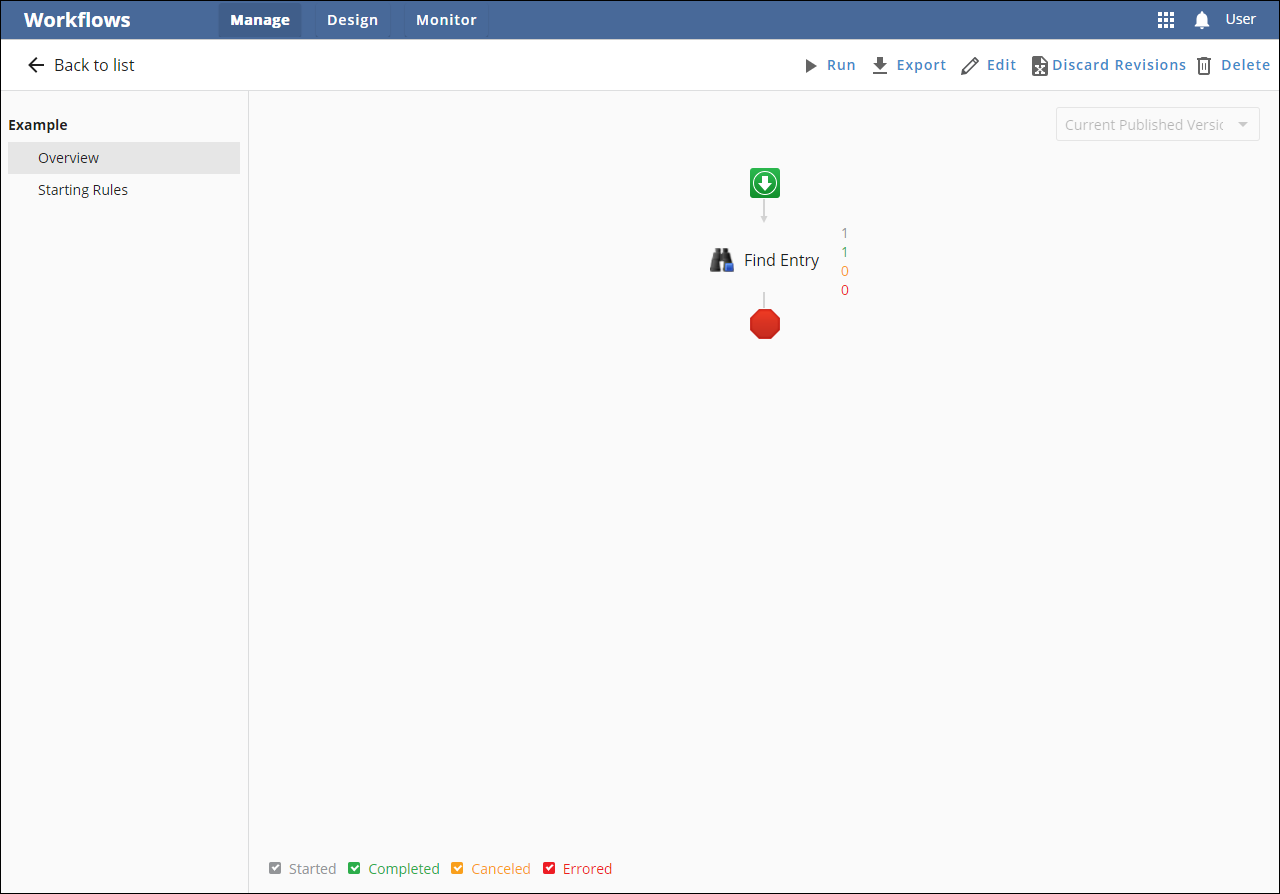 Workflows Manage Design Monitor User
Back to list Run Export Edit Discard Revisions Delete
Example
Overview
Starting Rules
Current Published Versic
1
1
Find Entry
0
0
Started Completed Canceled Errored